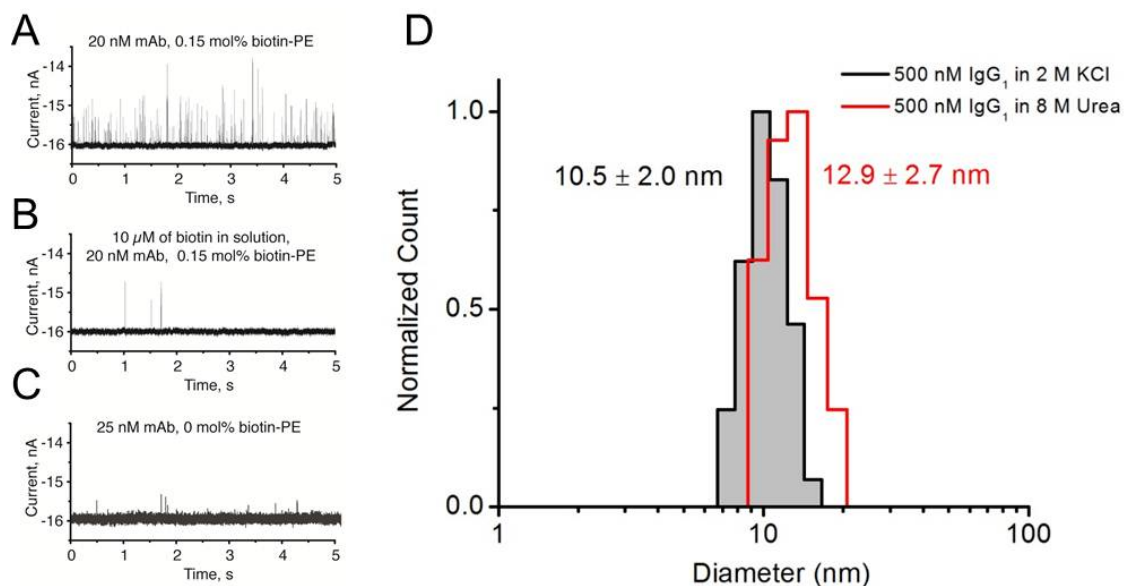 A
20 nM mAb, 0.15 mol% biotin-PE
Current, nA
-14
-15
-16
0 1 2 3 4 5
Time, s
B
10 µM of biotin in solution,
20 nM mAb, 0.15 mol% biotin-PE
Current, nA
-14
-15
-16
0 1 2 3 4 5
Time, s
C
25 nM mAb, 0 mol% biotin-PE
Current, nA
-14
-15
-16
0 1 2 3 4 5
Time, s
D
500 nM IgG1 in 2 M KCl
500 nM IgG1 in 8 M Urea
10.5 ± 2.0 nm
12.9 ± 2.7 nm
Normalized Count
1.0
0.5
0.0
1 10 100
Diameter (nm)